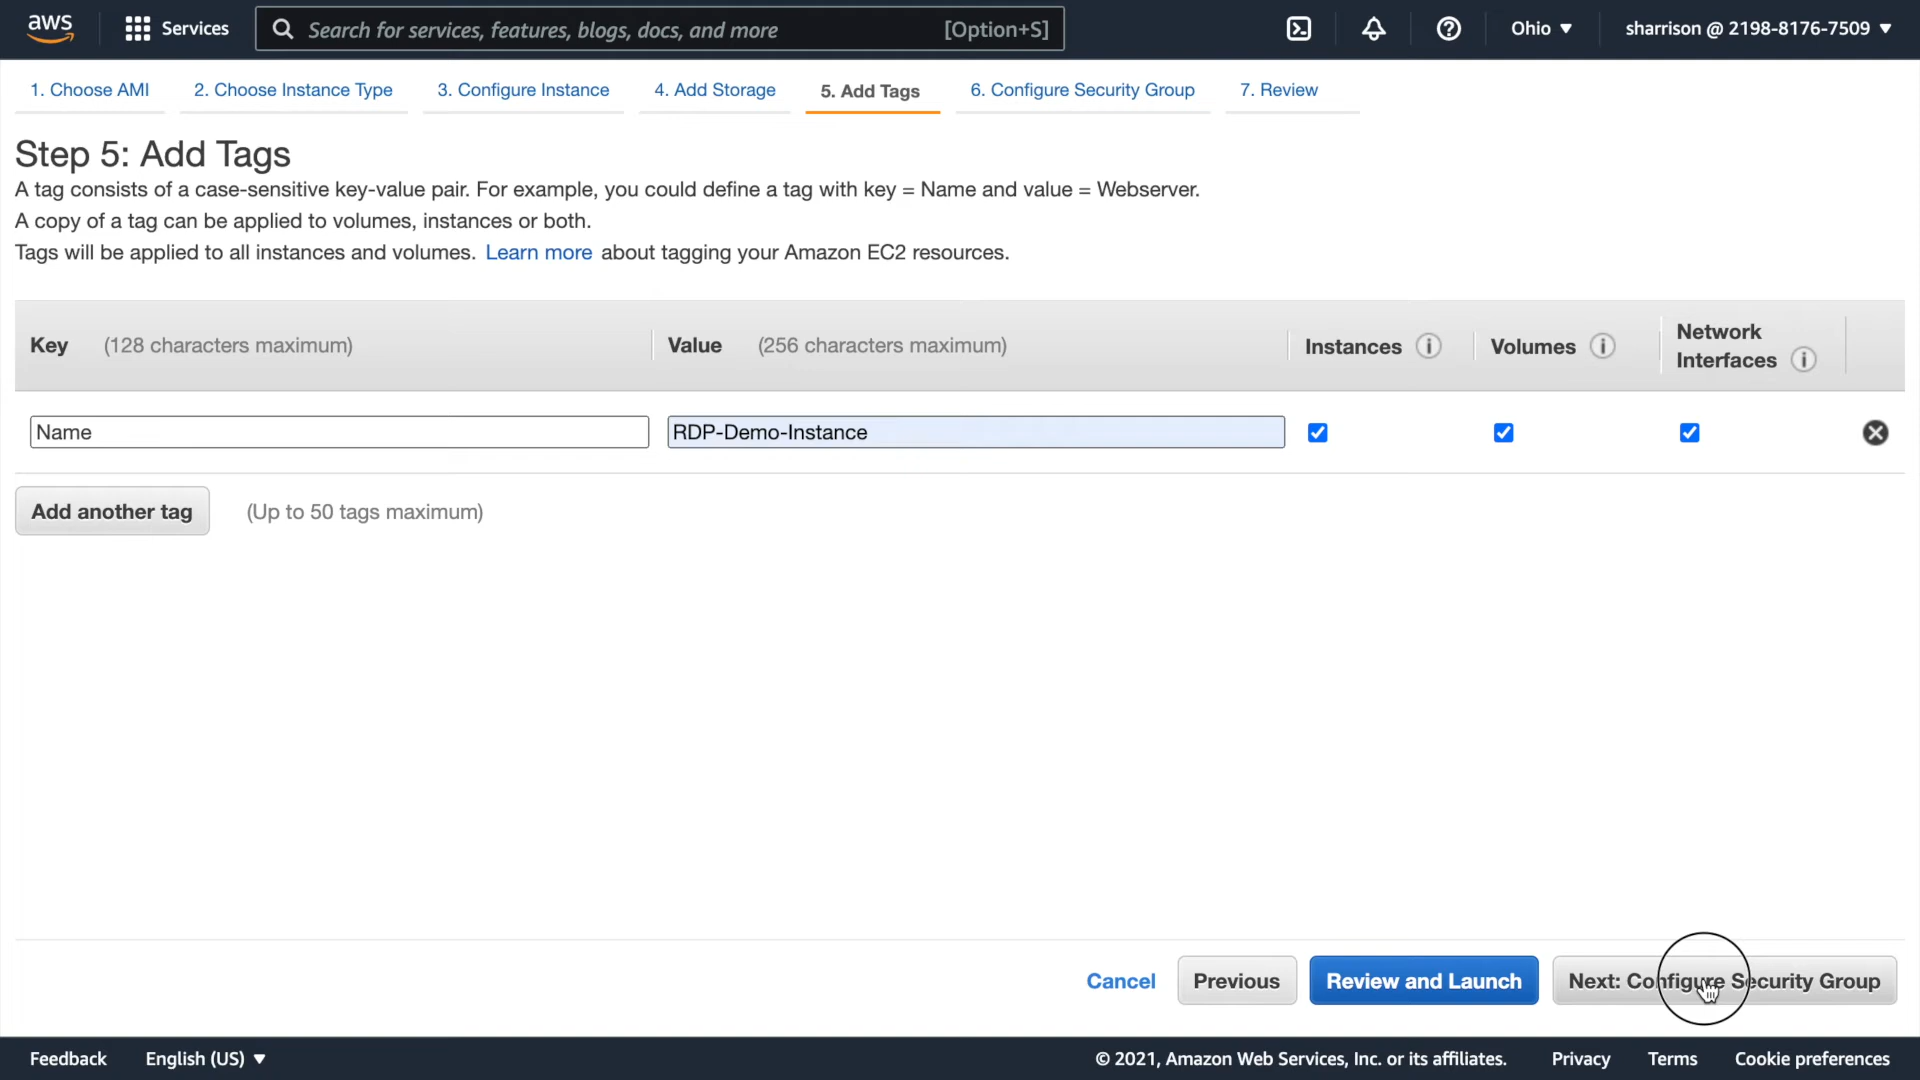 aws
Services
Search for services, features, blogs, docs, and more
[Option+S]
Ohio
sharrison @ 2198-8176-7509
1. Choose AMI
2. Choose Instance Type
3. Configure Instance
4. Add Storage
5. Add Tags
6. Configure Security Group
7. Review
Step 5: Add Tags
A tag consists of a case-sensitive key-value pair. For example, you could define a tag with key = Name and value = Webserver.
A copy of a tag can be applied to volumes, instances or both.
Tags will be applied to all instances and volumes. Learn more about tagging your Amazon EC2 resources.
Key (128 characters maximum)
Value (256 characters maximum)
Instances
Volumes
Network
Interfaces
Name
RDP-Demo-Instance
Add another tag
(Up to 50 tags maximum)
Cancel
Previous
Review and Launch
Next: Configure Security Group
Feedback
English (US)
© 2021, Amazon Web Services, Inc. or its affiliates.
Privacy
Terms
Cookie preferences